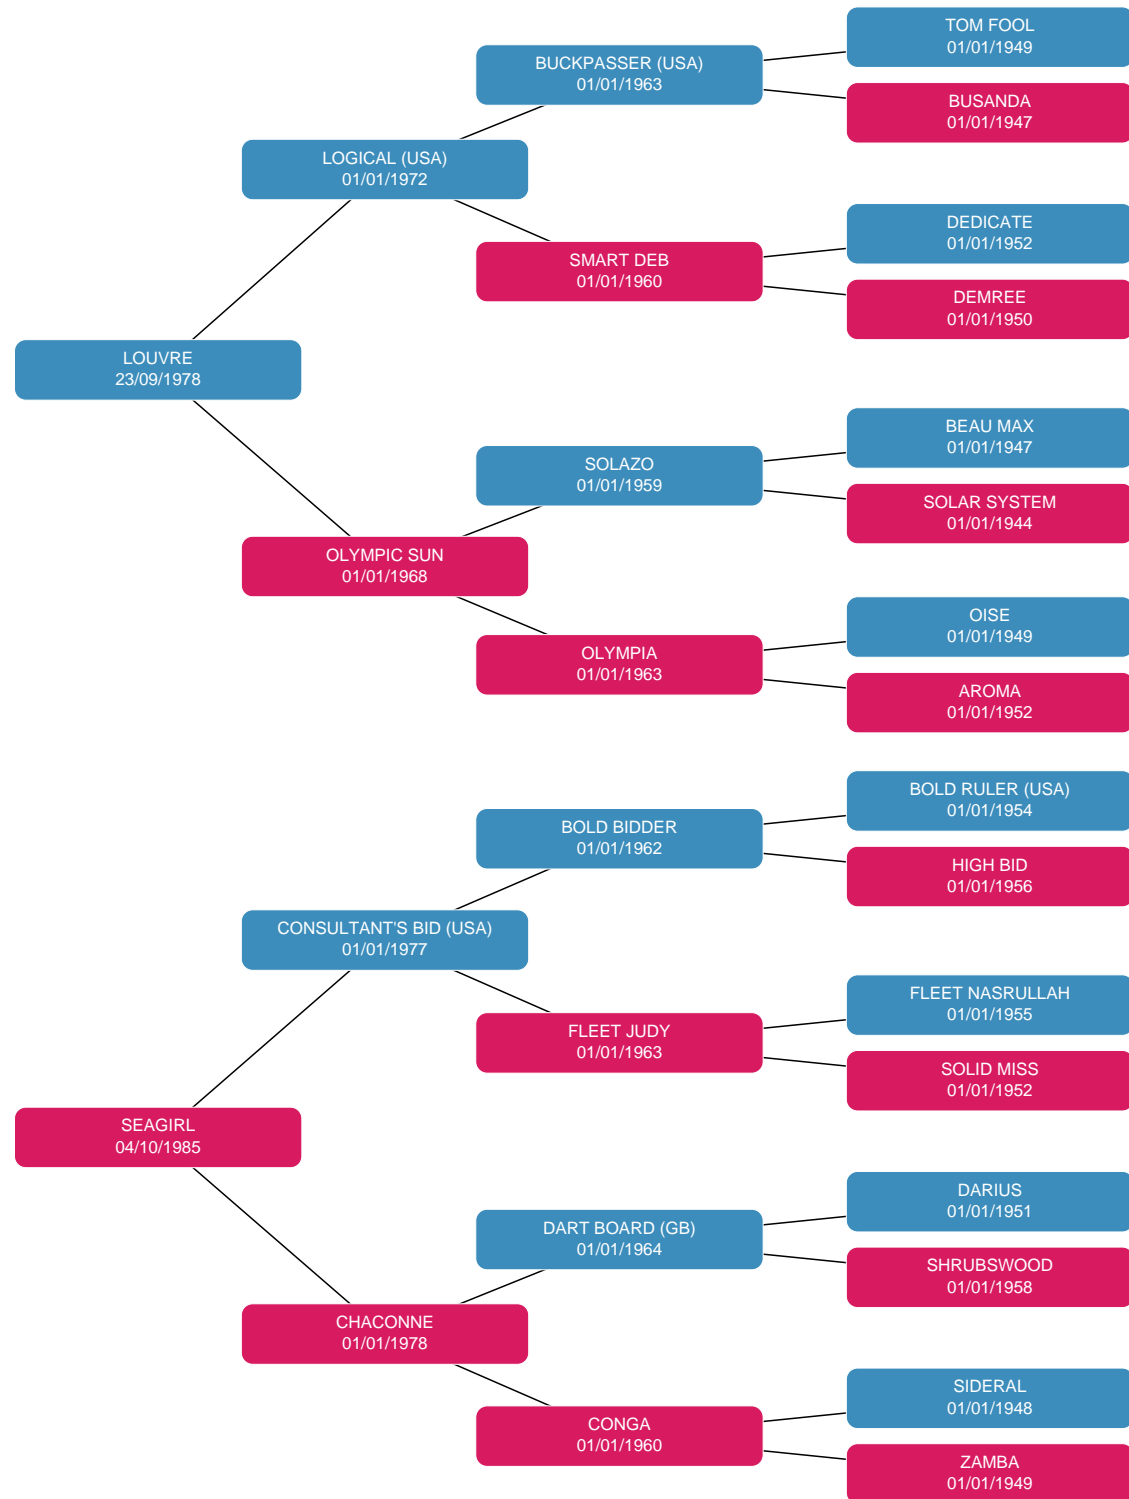 TOM FOOL
01/01/1949
BUCKPASSER (USA)
01/01/1963
BUSANDA
01/01/1947
LOGICAL (USA)
01/01/1972
DEDICATE
01/01/1952
SMART DEB
01/01/1960
DEMREE
01/01/1950
LOUVRE
23/09/1978
BEAU MAX
01/01/1947
SOLAZO
01/01/1959
SOLAR SYSTEM
01/01/1944
OLYMPIC SUN
01/01/1968
OISE
01/01/1949
OLYMPIA
01/01/1963
AROMA
01/01/1952
BOLD RULER (USA)
01/01/1954
BOLD BIDDER
01/01/1962
HIGH BID
01/01/1956
CONSULTANT'S BID (USA)
01/01/1977
FLEET NASRULLAH
01/01/1955
FLEET JUDY
01/01/1963
SOLID MISS
01/01/1952
SEAGIRL
04/10/1985
DARIUS
01/01/1951
DART BOARD (GB)
01/01/1964
SHRUBSWOOD
01/01/1958
CHACONNE
01/01/1978
SIDERAL
01/01/1948
CONGA
01/01/1960
ZAMBA
01/01/1949